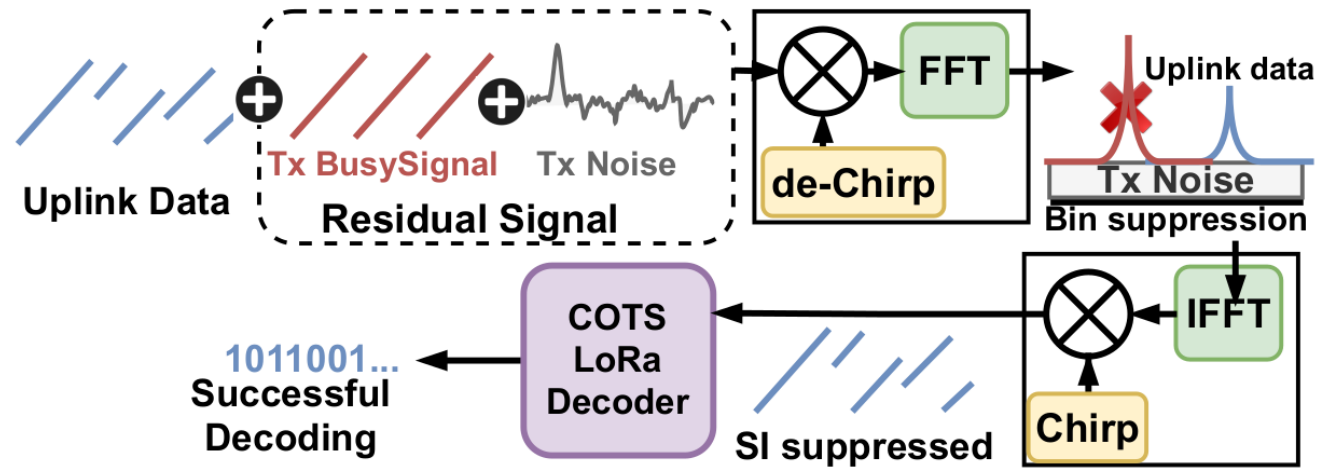 Uplink Data
Tx BusySignal
Tx Noise
Residual Signal
de-Chirp
FFT
Uplink data
Tx Noise
Bin suppression
IFFT
Chirp
SI suppressed
COTS
LoRa
Decoder
1011001...
Successful
Decoding